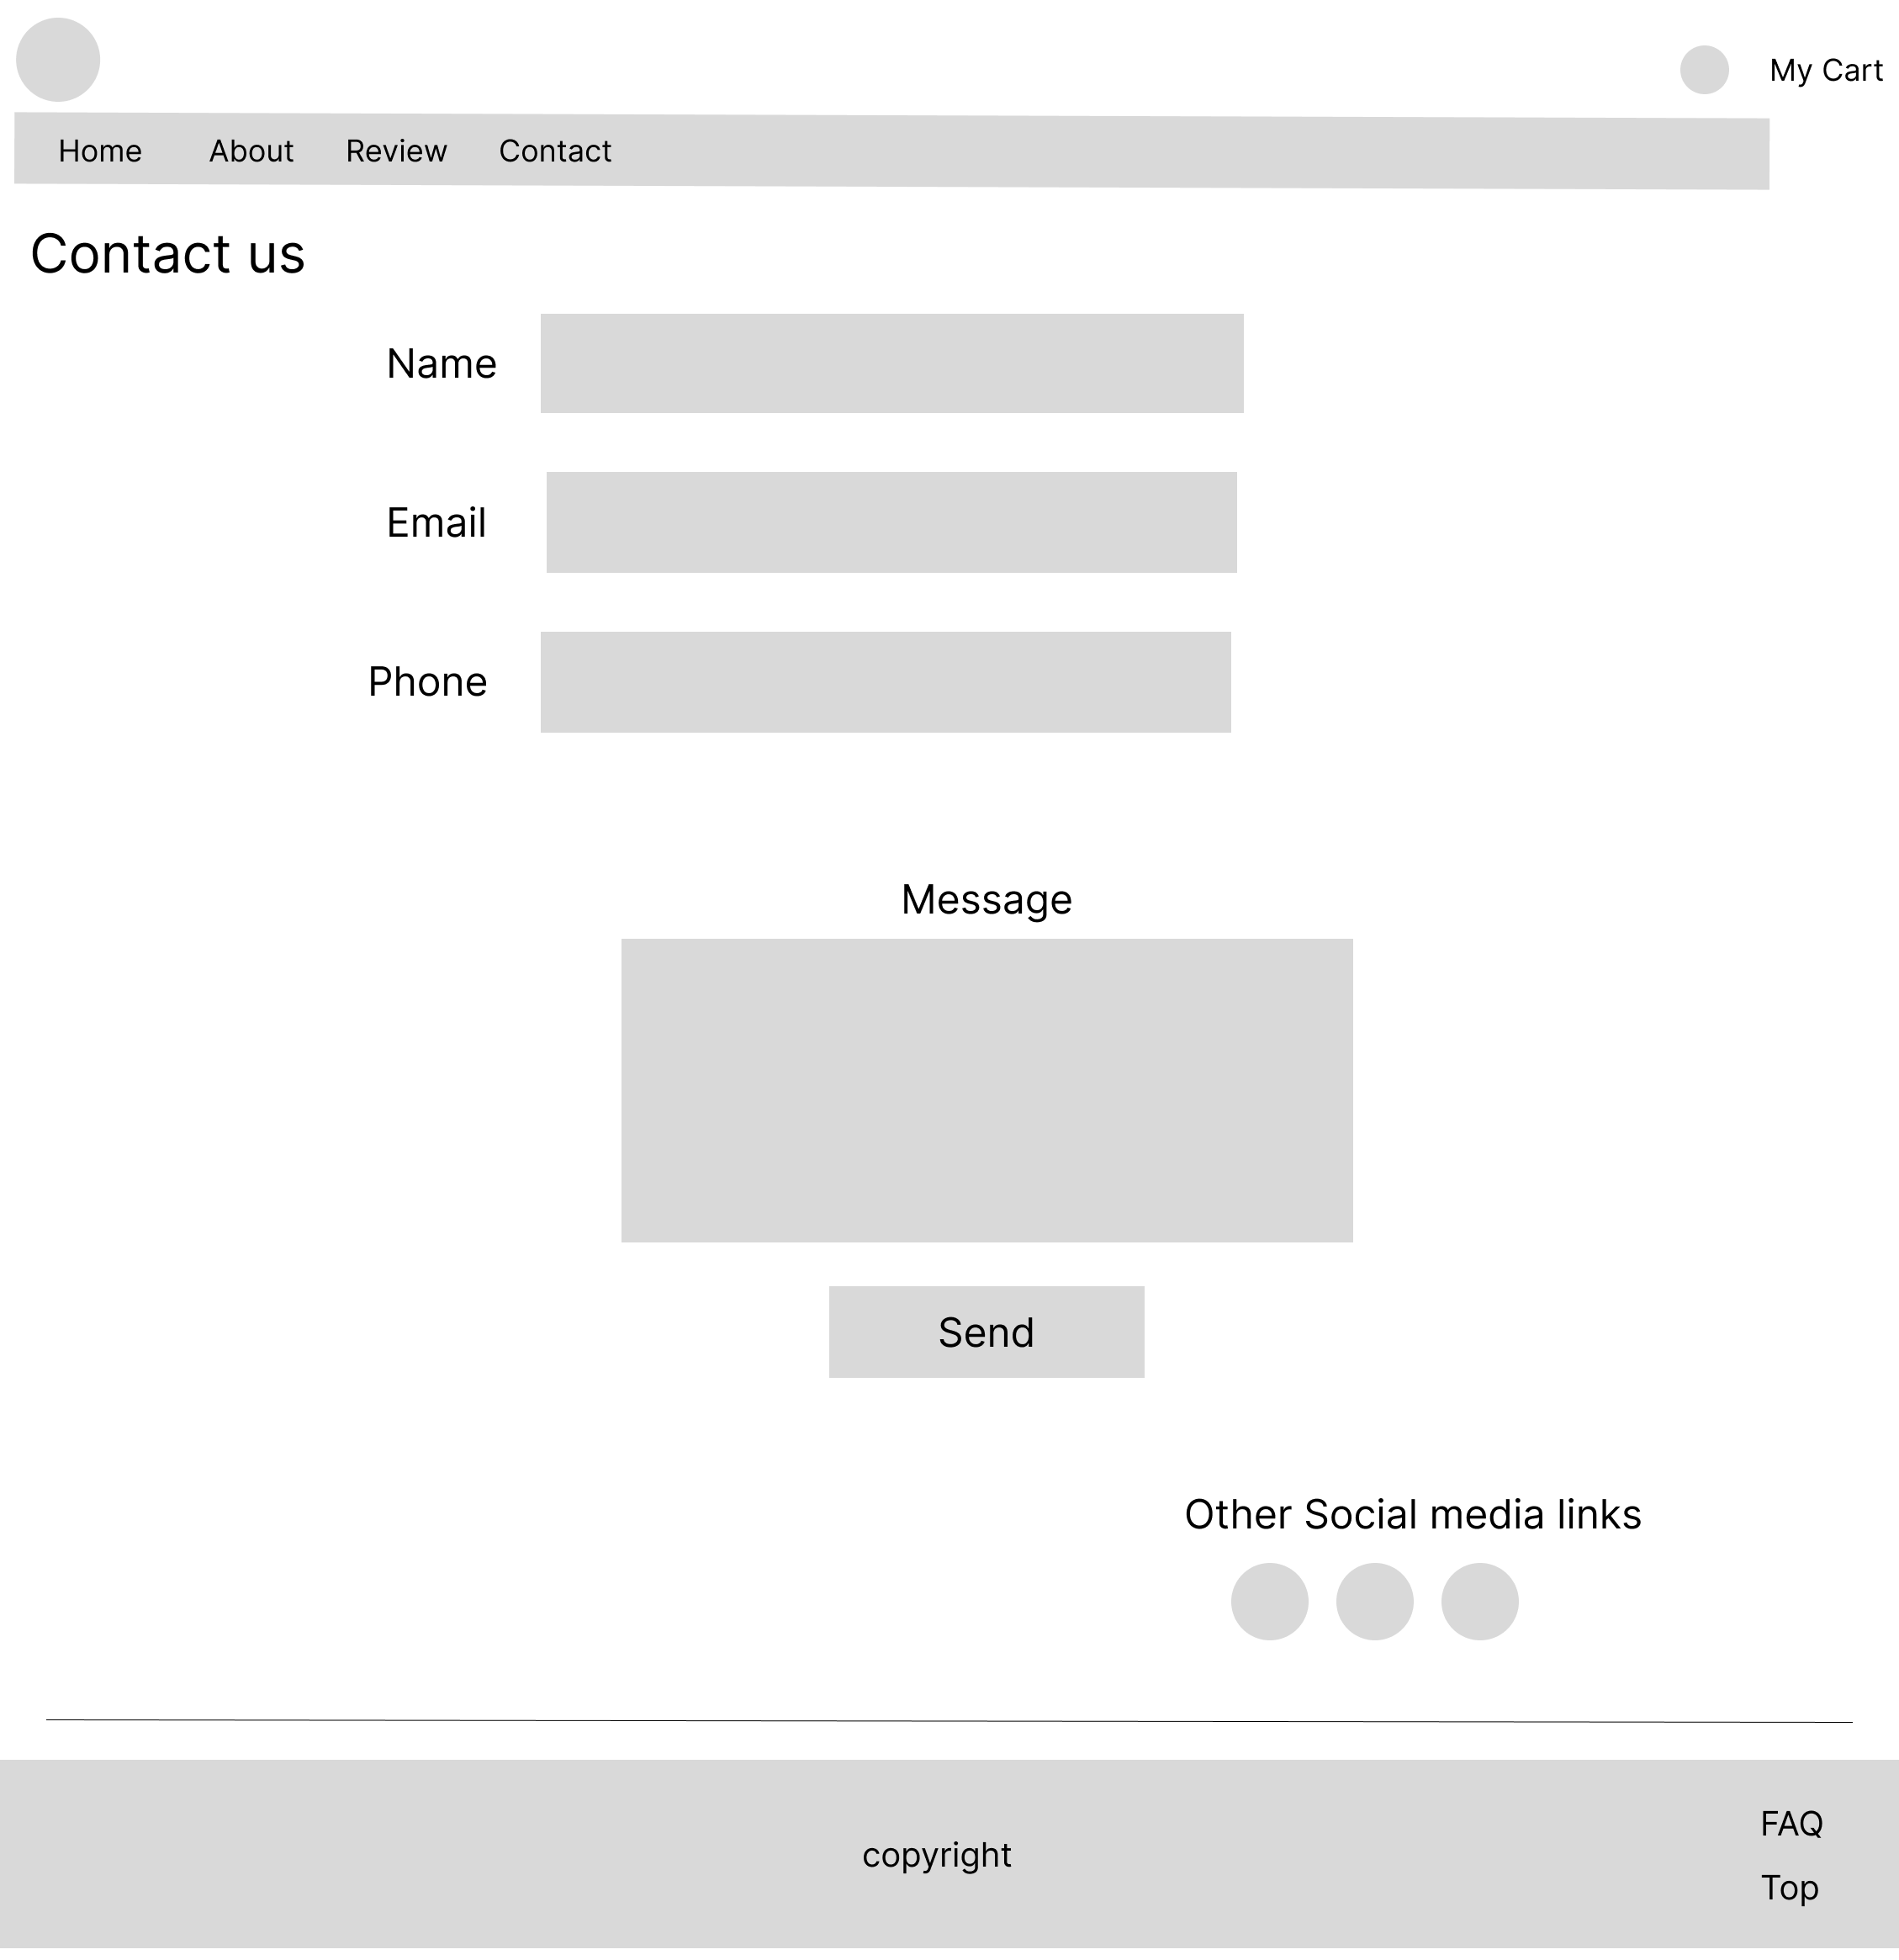 My Cart
Home About Review Contact
Contact us
Name
Email
Phone
Message
Send
Other Social media links
copyright
FAQ
Top